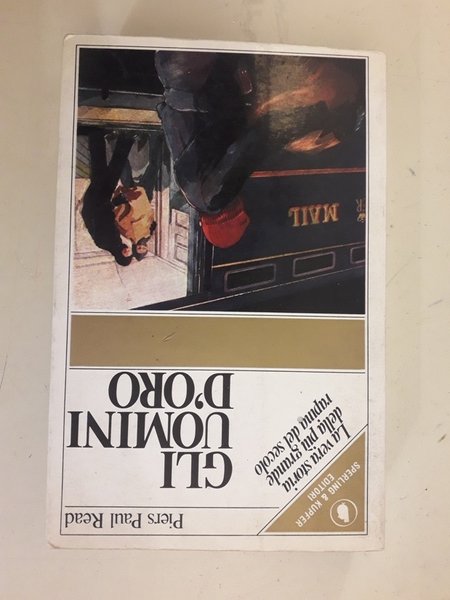 Piers Paul Read
GLI
UOMINI
D'ORO
SPERLING & KUPFER
EDITORI
La vera storia
della più grande
rapina del secolo
MAIL